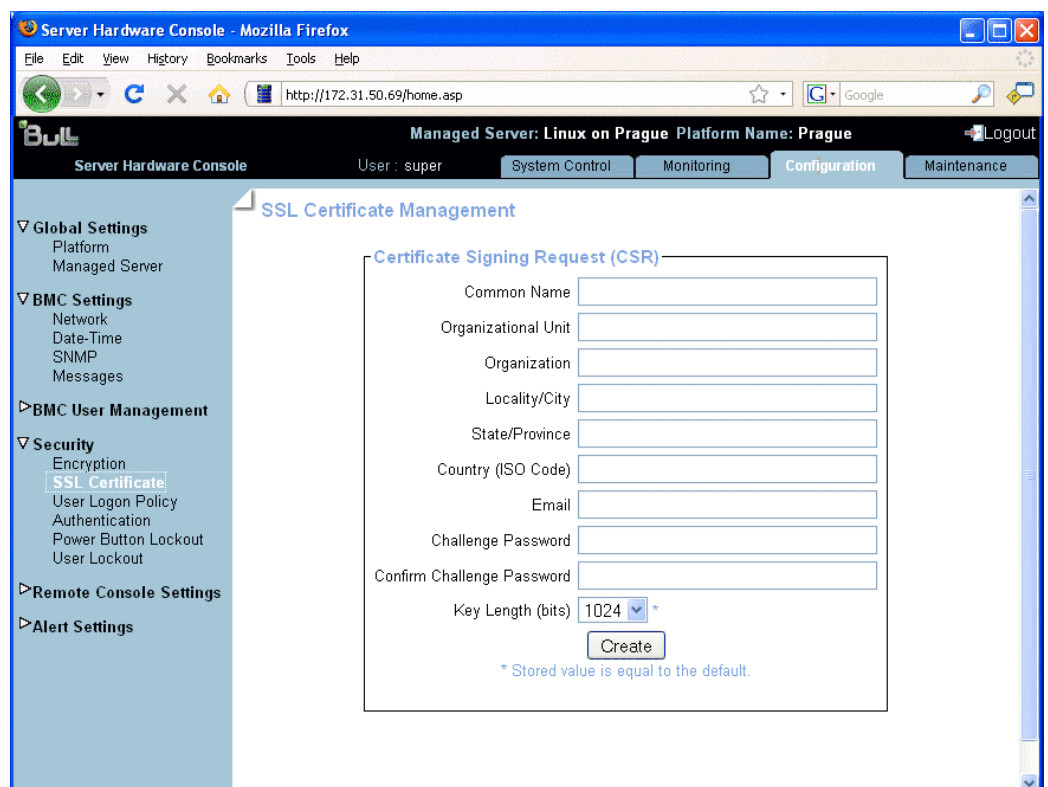 Server Hardware Console - Mozilla Firefox
File Edit View History Bookmarks Tools Help
http://172.31.50.69/home.asp
G Google
Bull
Managed Server: Linux on Prague Platform Name: Prague
Logout
Server Hardware Console
User : super
System Control
Monitoring
Configuration
Maintenance
Global Settings
Platform
Managed Server
BMC Settings
Network
Date-Time
SNMP
Messages
BMC User Management
Security
Encryption
SSL Certificate
User Logon Policy
Authentication
Power Button Lockout
User Lockout
Remote Console Settings
Alert Settings
SSL Certificate Management
Certificate Signing Request (CSR)
Common Name
Organizational Unit
Organization
Locality/City
State/Province
Country (ISO Code)
Email
Challenge Password
Confirm Challenge Password
Key Length (bits) 1024 *
Create
* Stored value is equal to the default.